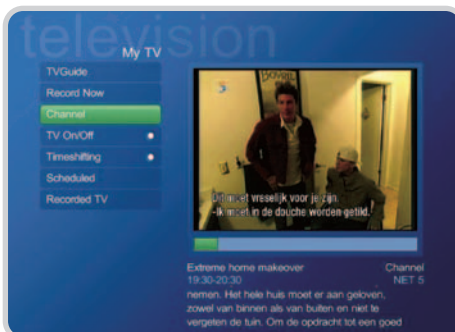 television
My TV
TVGuide
Record Now
Channel
TV On/Off
Timeshifting
Scheduled
Recorded TV
Dit moet vreselijk voor je zijn.
-Ik moet in de douche worden getild.
Extreme home makeover
Channel
19:30-20:30
NET 5
nemen. Het hele huis moet er aan geloven,
zowel van binnen als van buiten en niet te
vergeten de tuin. Om de opdracht tot een goed